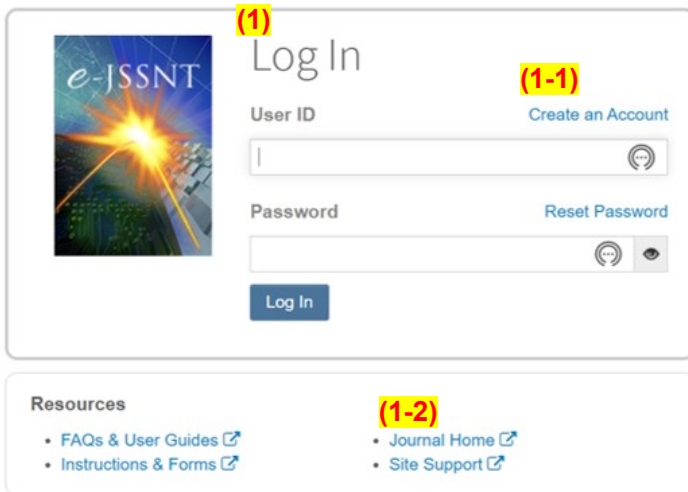 (1)
e-JSSNT
Log In
(1-1)
User ID
Create an Account
Password
Reset Password
Log In
Resources
(1-2)
• FAQs & User Guides
• Journal Home
• Instructions & Forms
• Site Support